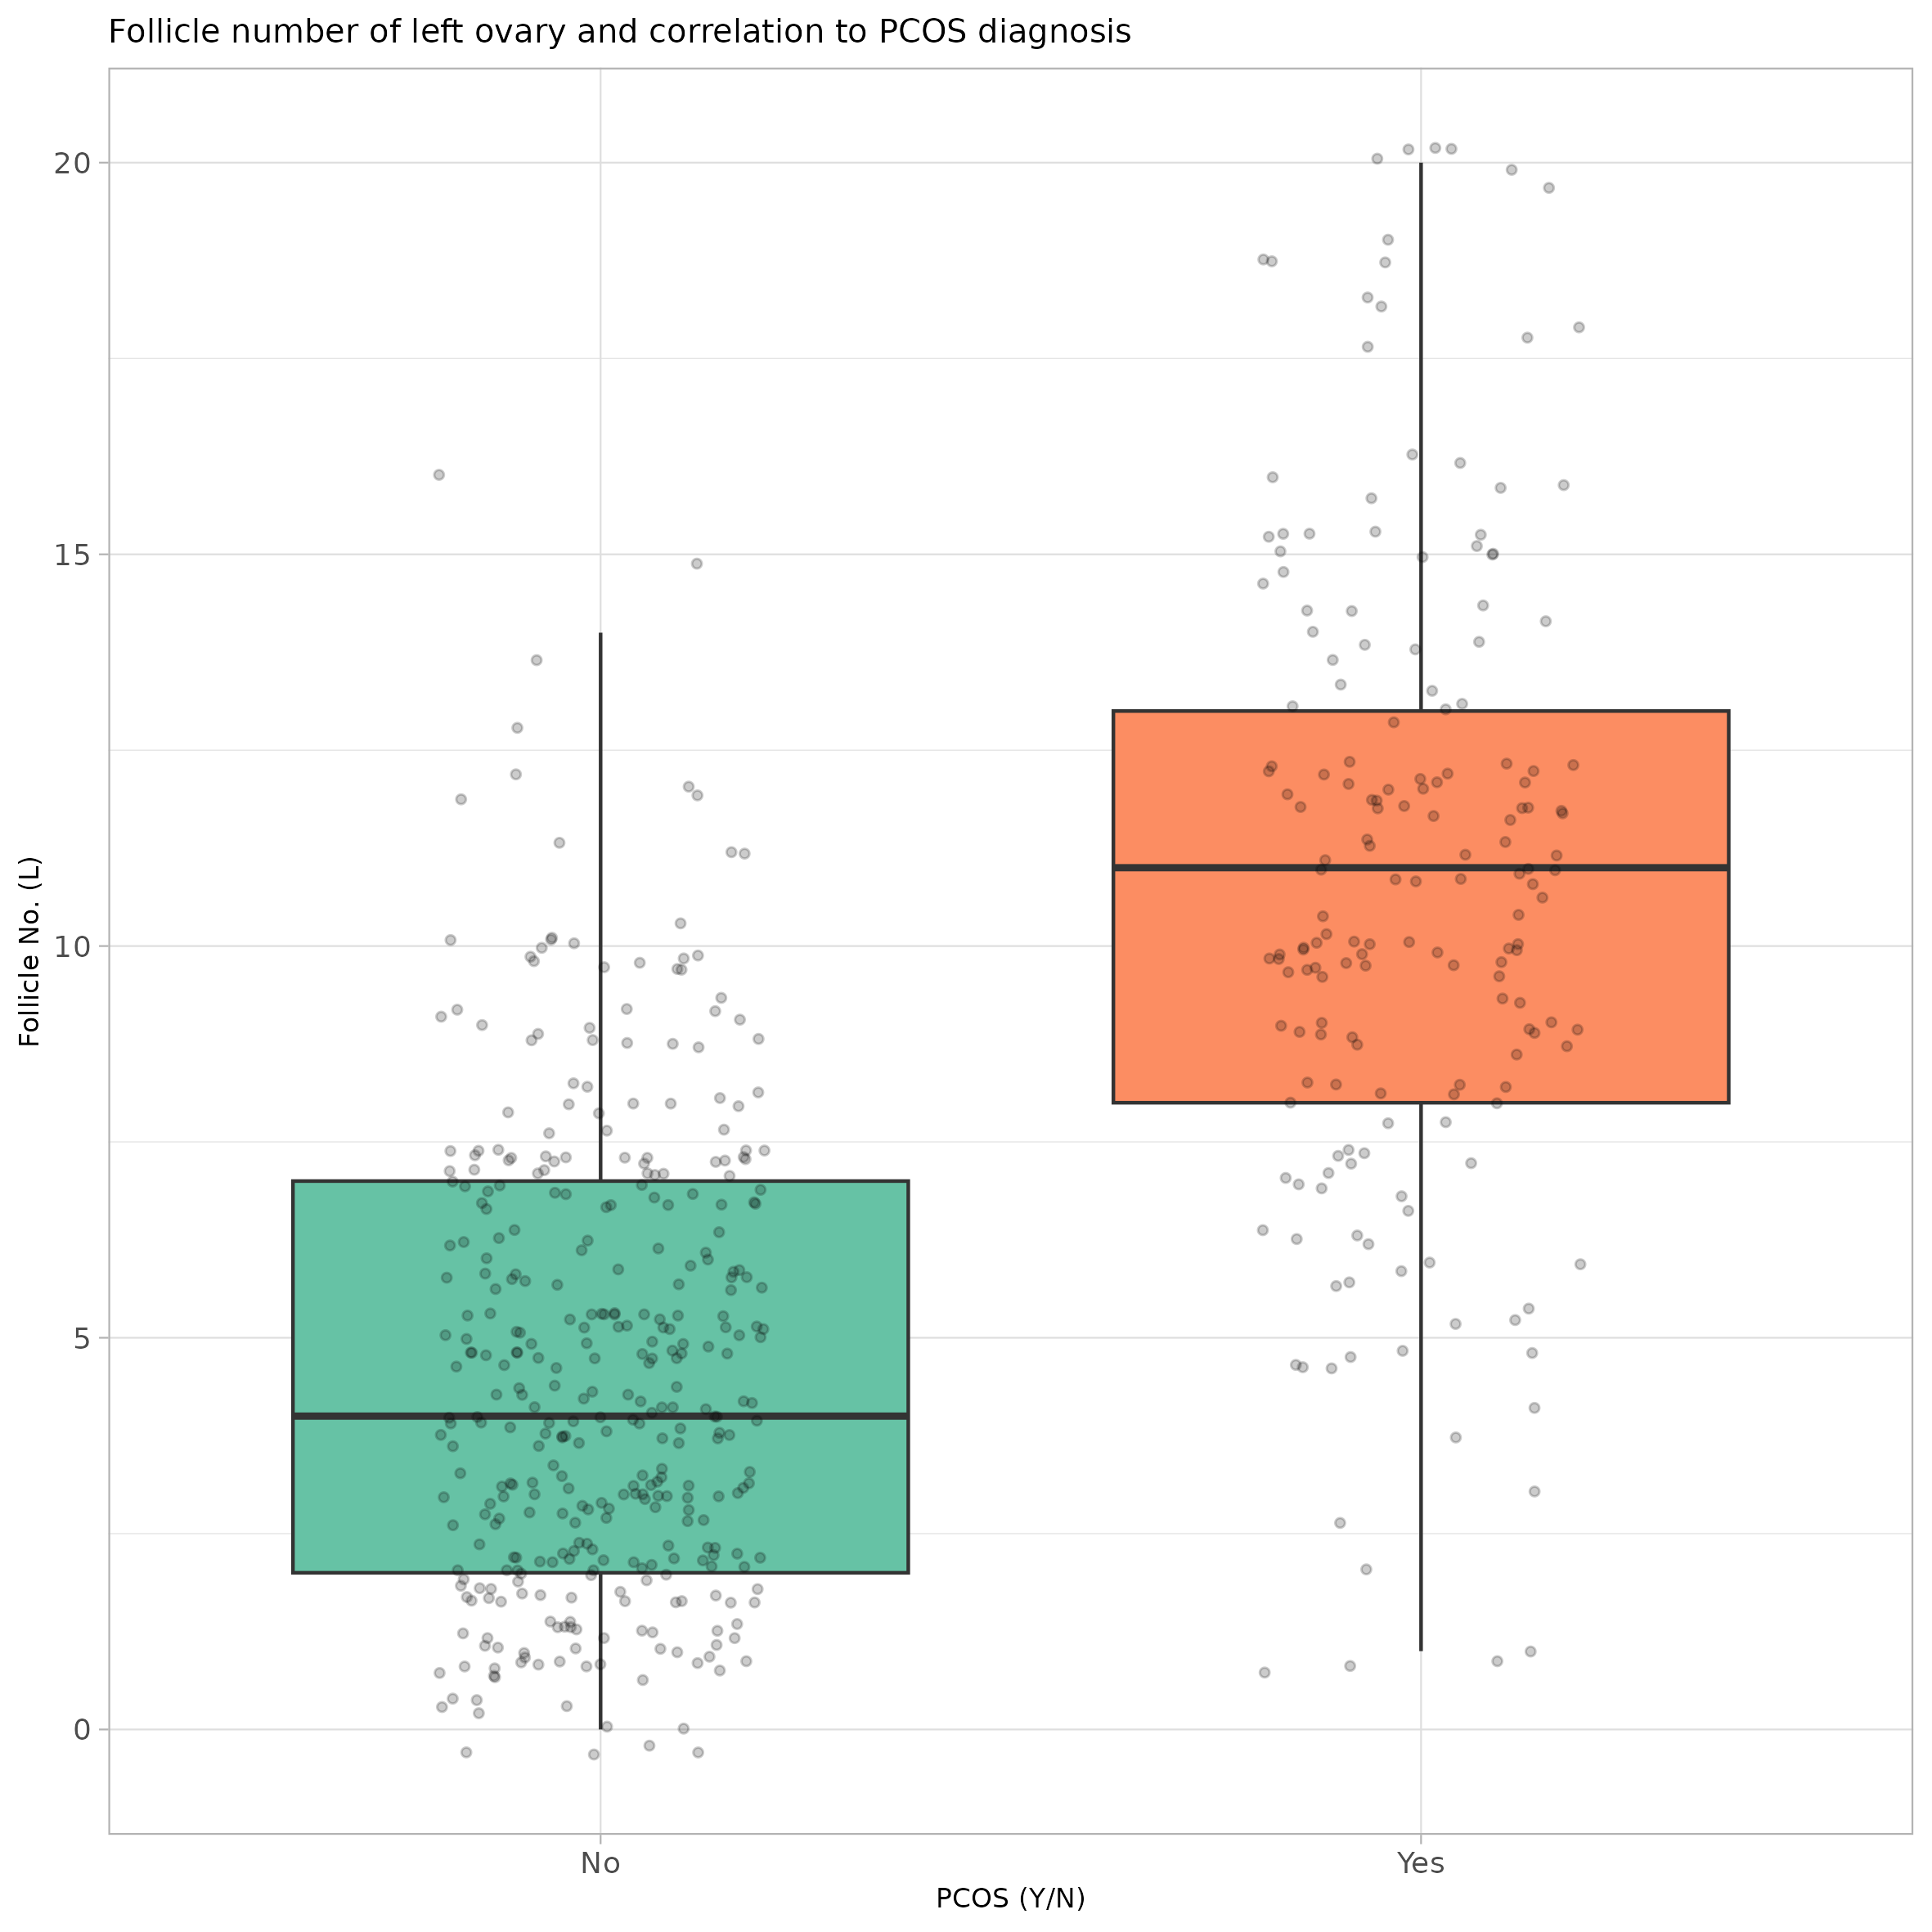 Follicle number of left ovary and correlation to PCOS diagnosis
20
15
10
5
0
Follicle No. (L)
No
Yes
PCOS (Y/N)